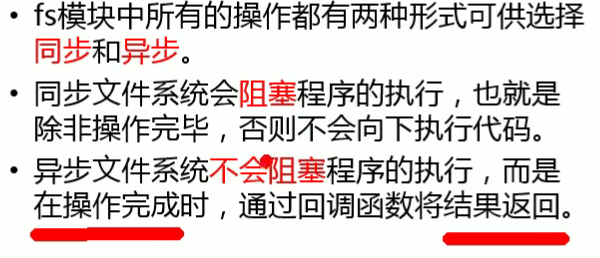 • fs模块中所有的操作都有两种形式可供选择
同步和异步。
• 同步文件系统会阻塞程序的执行，也就是
除非操作完毕，否则不会向下执行代码。
• 异步文件系统不会阻塞程序的执行，而是
在操作完成时，通过回调函数将结果返回。